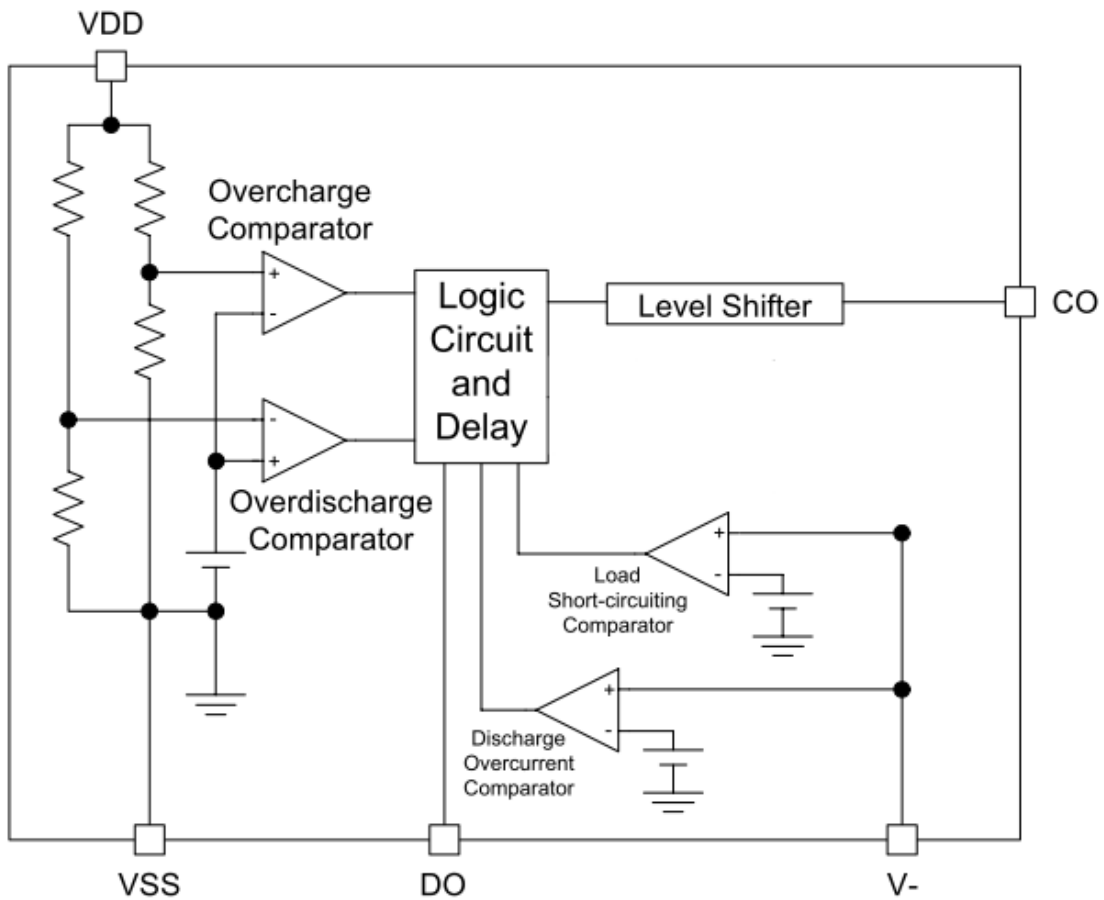 VDD
Overcharge
Comparator
+
-
Logic
Circuit
and
Delay
Level Shifter
CO
-
+
Overdischarge
Comparator
+
-
Load
Short-circuiting
Comparator
+
-
Discharge
Overcurrent
Comparator
VSS
DO
V-